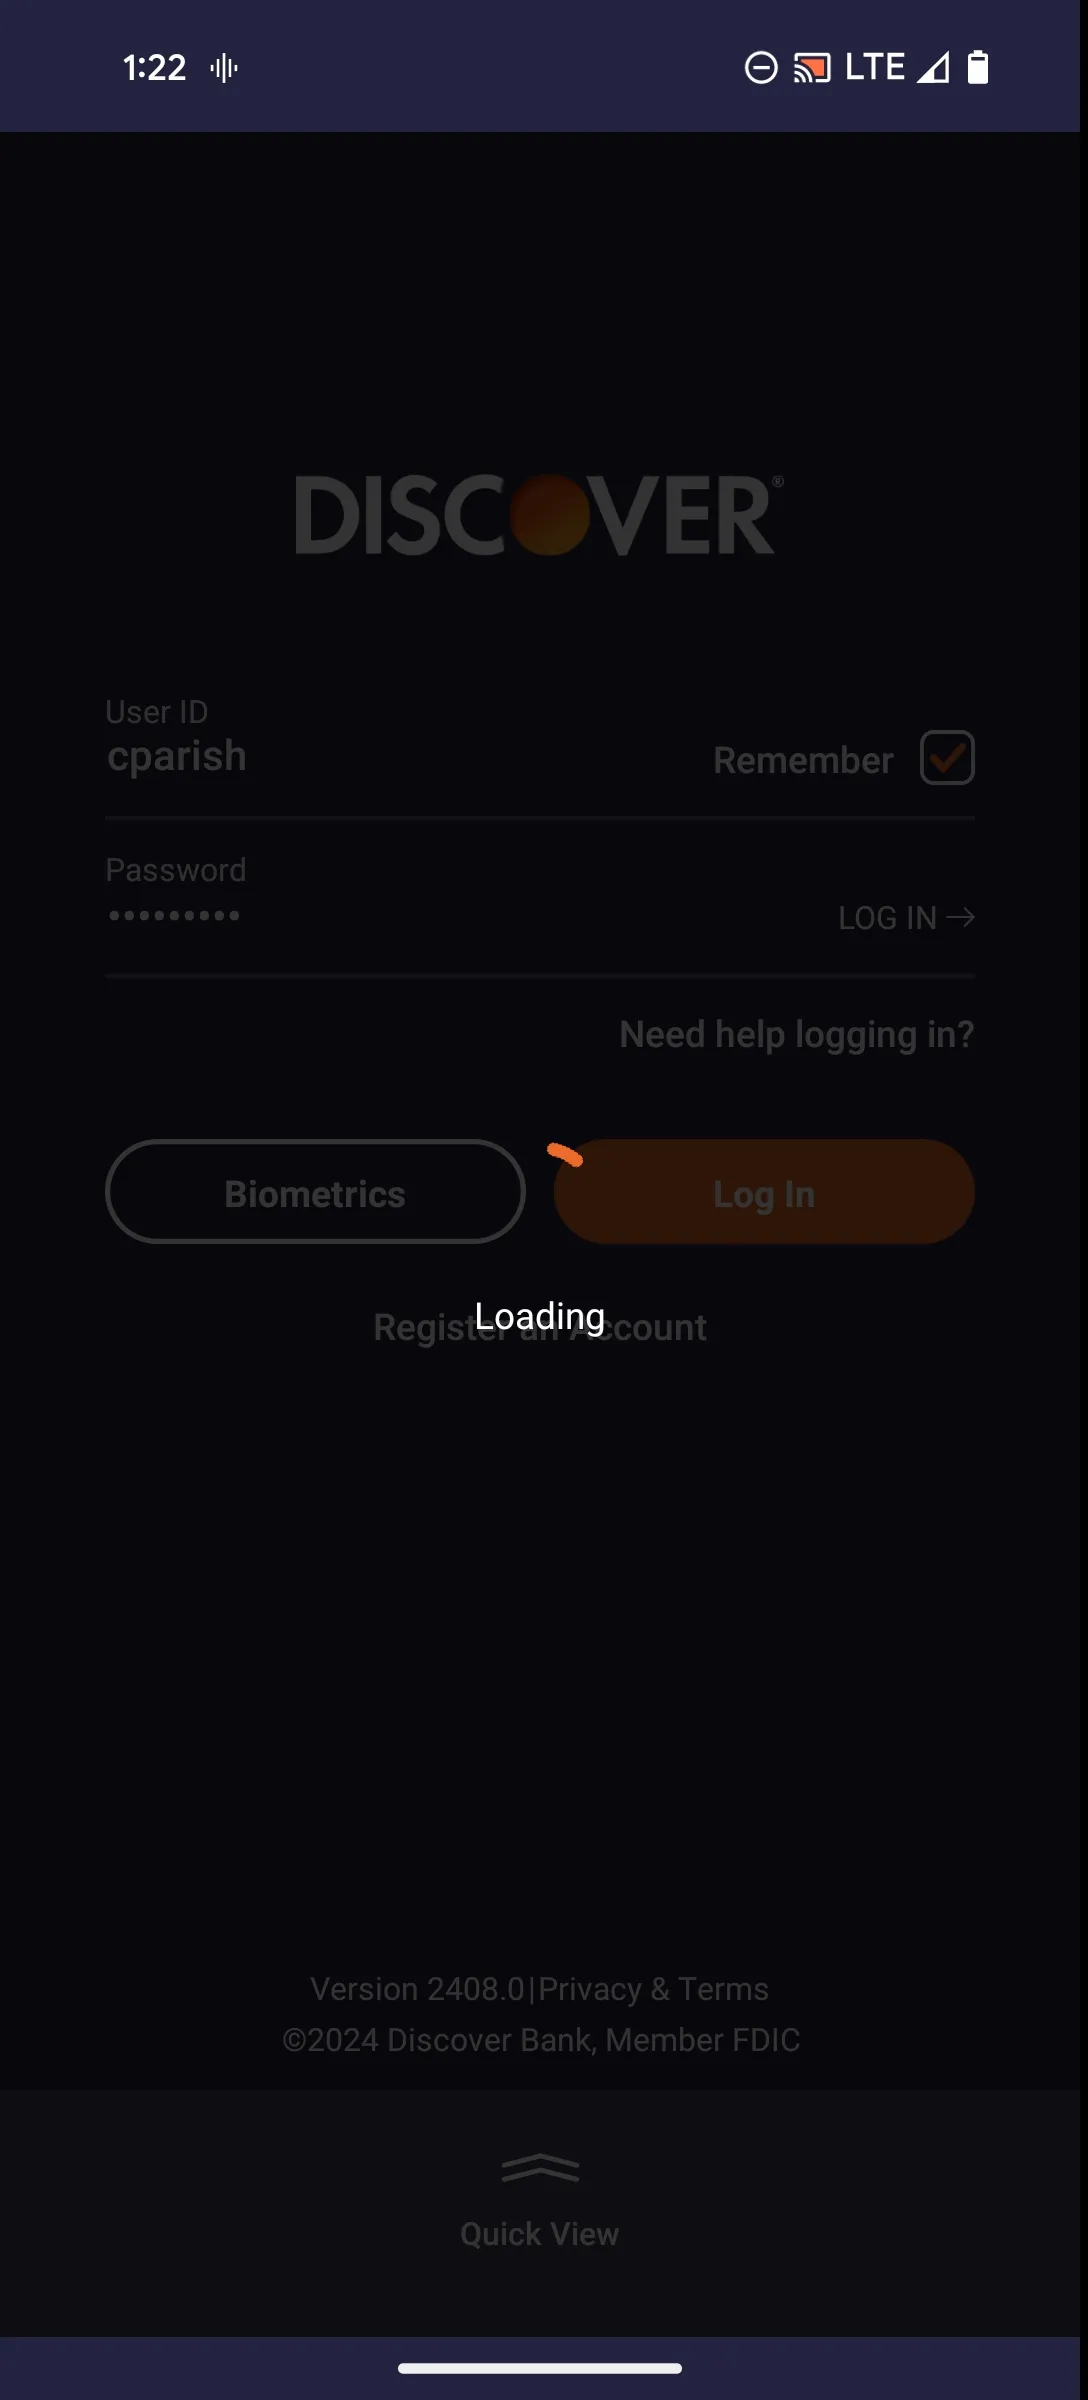 1:22 LTE
DISCOVER®
User ID
cparish Remember
Password
••••••••• LOG IN →
Need help logging in?
Biometrics Log In
Loading
Register an Account
Version 2408.0|Privacy & Terms
©2024 Discover Bank, Member FDIC
Quick View